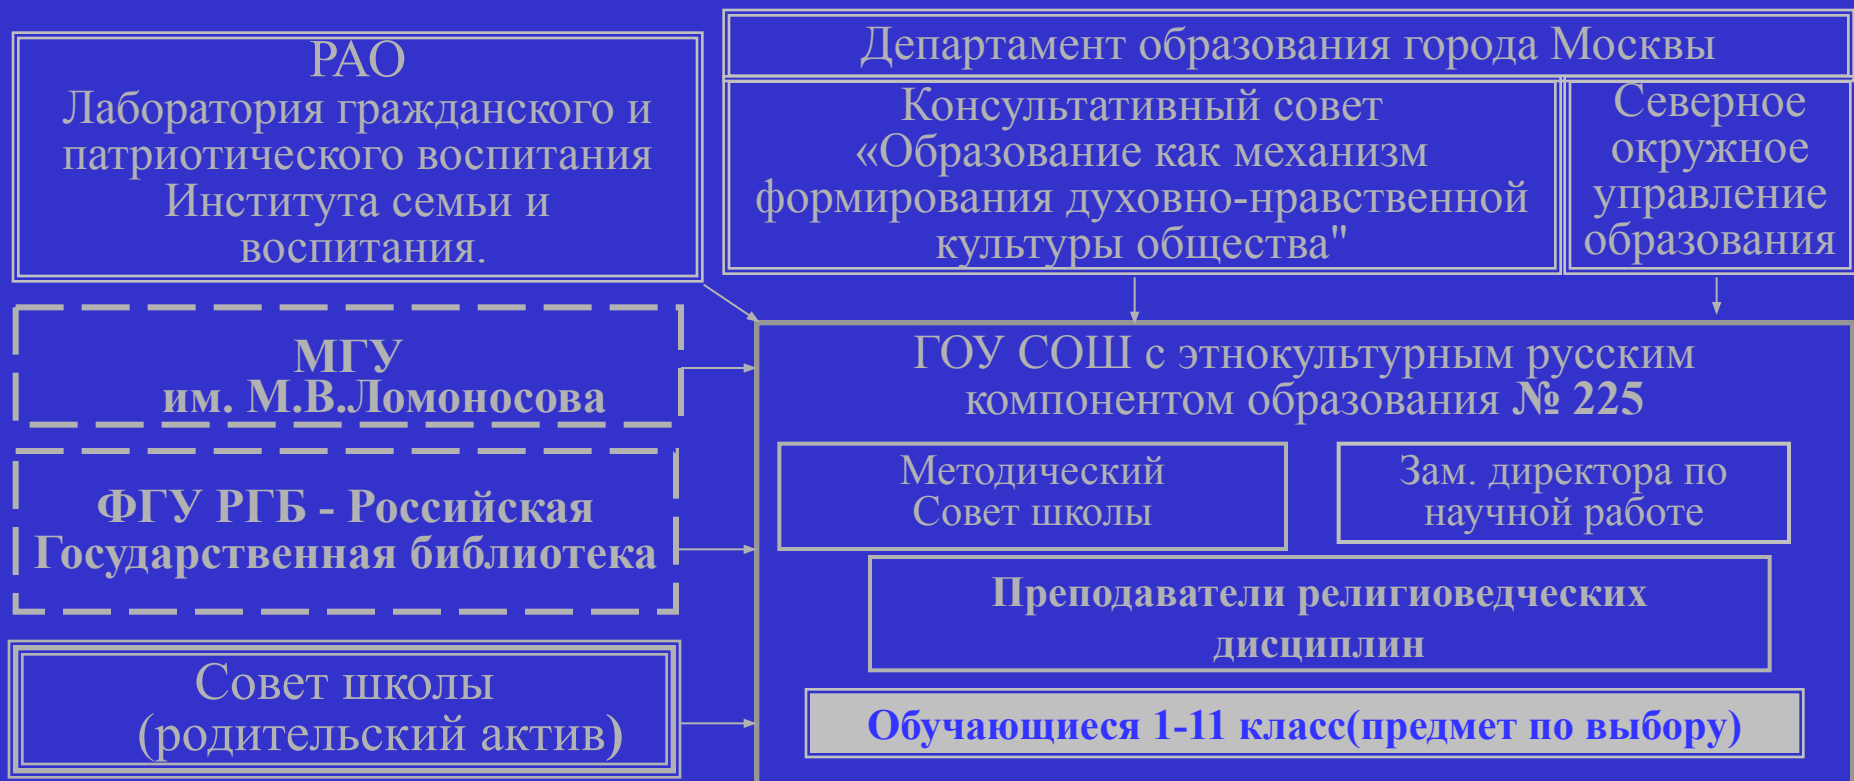 РАО
Лаборатория гражданского и
патриотического воспитания
Института семьи и
воспитания.
Департамент образования города Москвы
Консультативный совет
«Образование как механизм
формирования духовно-нравственной
культуры общества"
Северное
окружное
управление
образования
МГУ
им. М.В.Ломоносова
ФГУ РГБ - Российская
Государственная библиотека
Совет школы
(родительский актив)
ГОУ СОШ с этнокультурным русским
компонентом образования № 225
Методический
Совет школы
Зам. директора по
научной работе
Преподаватели религиоведческих
дисциплин
Обучающиеся 1-11 класс(предмет по выбору)